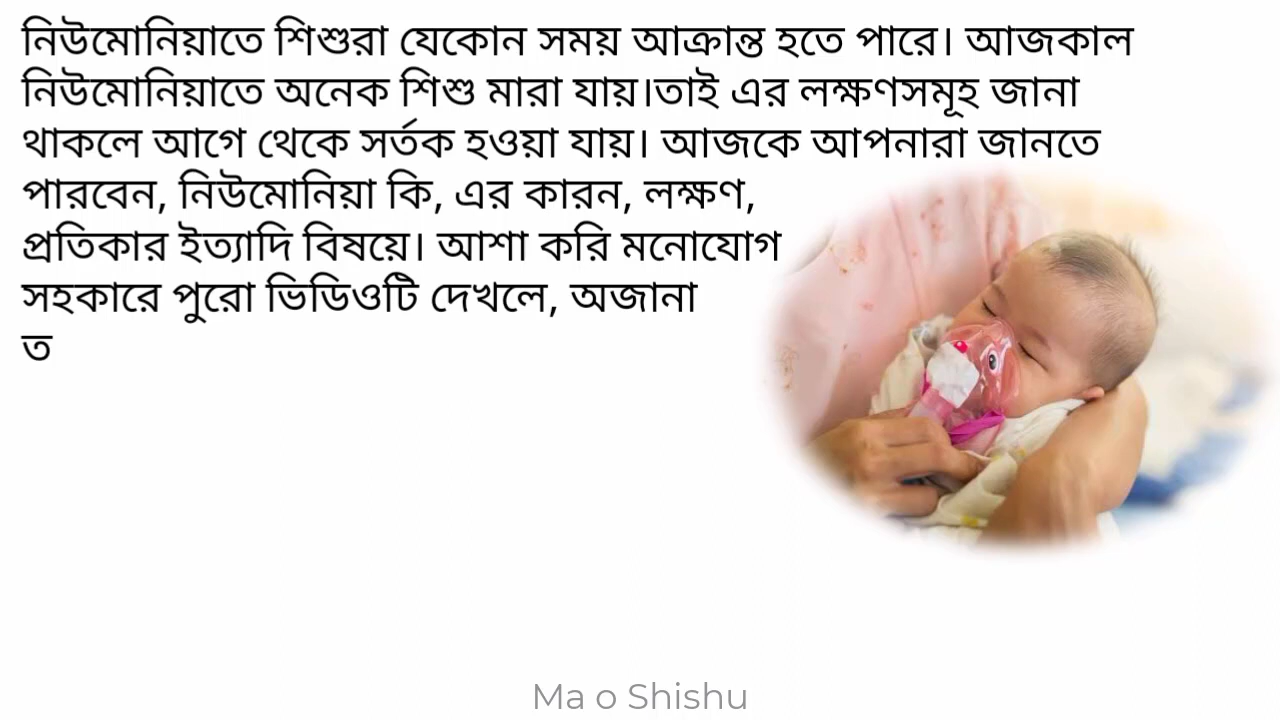 নিউমোনিয়াতে শিশুরা যেকোন সময় আক্রান্ত হতে পারে। আজকাল
নিউমোনিয়াতে অনেক শিশু মারা যায়।তাই এর লক্ষণসমূহ জানা
থাকলে আগে থেকে সর্তক হওয়া যায়। আজকে আপনারা জানতে
পারবেন, নিউমোনিয়া কি, এর কারন, লক্ষণ,
প্রতিকার ইত্যাদি বিষয়ে। আশা করি মনোযোগ
সহকারে পুরো ভিডিওটি দেখলে, অজানা
ত
Ma o Shishu